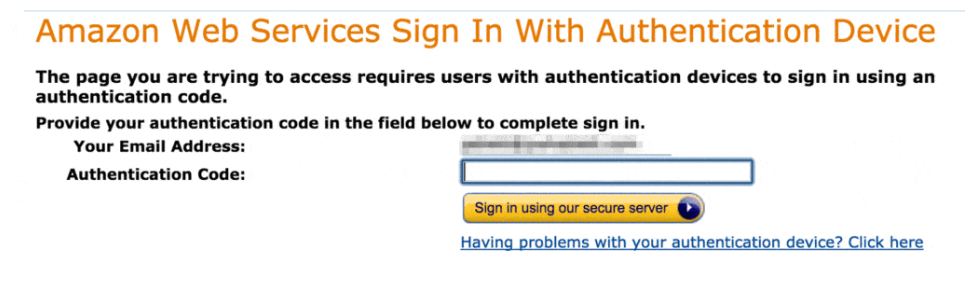 Amazon Web Services Sign In With Authentication Device
The page you are trying to access requires users with authentication devices to sign in using an
authentication code.
Provide your authentication code in the field below to complete sign in.
Your Email Address:
Authentication Code:
Sign in using our secure server
Having problems with your authentication device? Click here